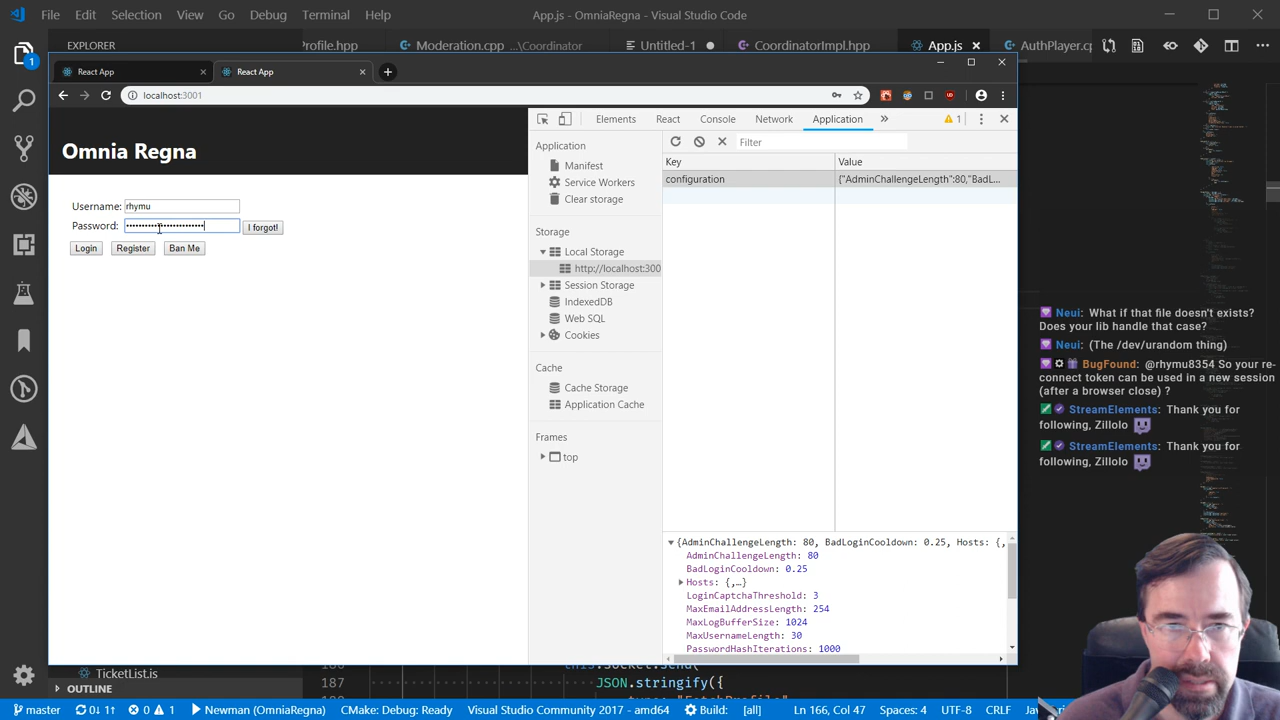 File Edit Selection View Go Debug Terminal Help App.js - OmniaRegna - Visual Studio Code
EXPLORER Profile.hpp Moderation.cpp ...\Coordinator Untitled-1 CoordinatorImpl.hpp App.js AuthPlayer.c
React App React App
localhost:3001
Elements React Console Network Application » 1
Omnia Regna
Username: rhymu
Password: I forgot!
Login Register Ban Me
Application
Manifest
Service Workers
Clear storage
Storage
Local Storage
http://localhost:300
Session Storage
IndexedDB
Web SQL
Cookies
Cache
Cache Storage
Application Cache
Frames
top
Filter
Key Value
configuration {"AdminChallengeLength":80,"BadL...
{AdminChallengeLength: 80, BadLoginCooldown: 0.25, Hosts: {,
AdminChallengeLength: 80
BadLoginCooldown: 0.25
Hosts: {,…}
LoginCaptchaThreshold: 3
MaxEmailAddressLength: 254
MaxLogBufferSize: 1024
MaxUsernameLength: 30
PasswordHashIterations: 1000
Neui: What if that file doesn't exists?
Does your lib handle that case?
Neui: (The /dev/urandom thing)
BugFound: @rhymu8354 So your re-
connect token can be used in a new session
(after a browser close) ?
StreamElements: Thank you for
following, Zillolo
StreamElements: Thank you for
following, Zillolo
TicketList.js
OUTLINE
187 JSON.stringify({
master 0↓ 1↑ 0 1 Newman (OmniaRegna) CMake: Debug: Ready Visual Studio Community 2017 - amd64 Build: [all] Ln 166, Col 47 Spaces: 4 UTF-8 CRLF